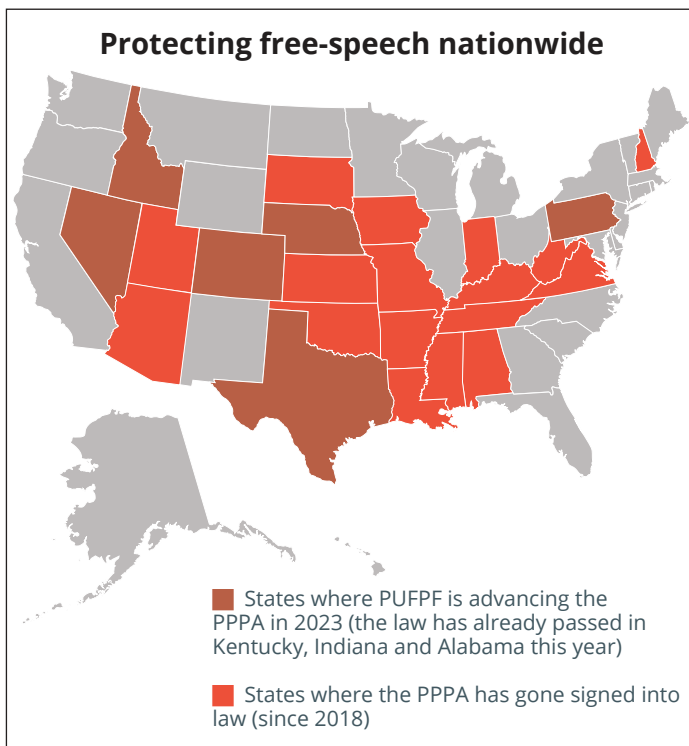 Protecting free-speech nationwide
States where PUFPF is advancing the
PPPA in 2023 (the law has already passed in
Kentucky, Indiana and Alabama this year)
States where the PPPA has gone signed into
law (since 2018)